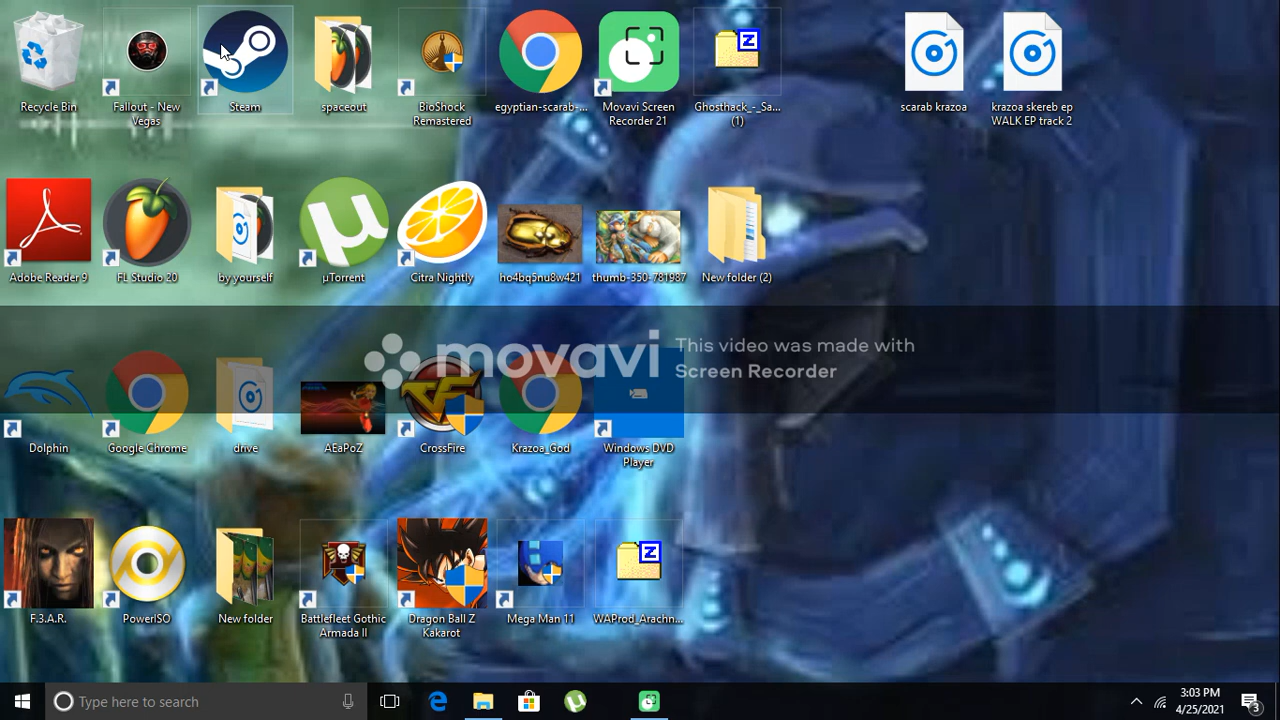 Recycle Bin
Fallout - New
Vegas
Steam
spaceout
BioShock
Remastered
egyptian-scarab-...
Movavi Screen
Recorder 21
Ghosthack_-_Sa...
(1)
scarab krazoa
krazoa skereb ep
WALK EP track 2
Adobe Reader 9
FL Studio 20
by yourself
µTorrent
Citra Nightly
ho4bq5nu8w421
thumb-350-781987
New folder (2)
movavi
This video was made with
Screen Recorder
Dolphin
Google Chrome
drive
AEaPoZ
CrossFire
Krazoa_God
Windows DVD
Player
F.3.A.R.
PowerISO
New folder
Battlefleet Gothic
Armada II
Dragon Ball Z
Kakarot
Mega Man 11
WAProd_Arachn...
Type here to search
3:03 PM
4/25/2021
3